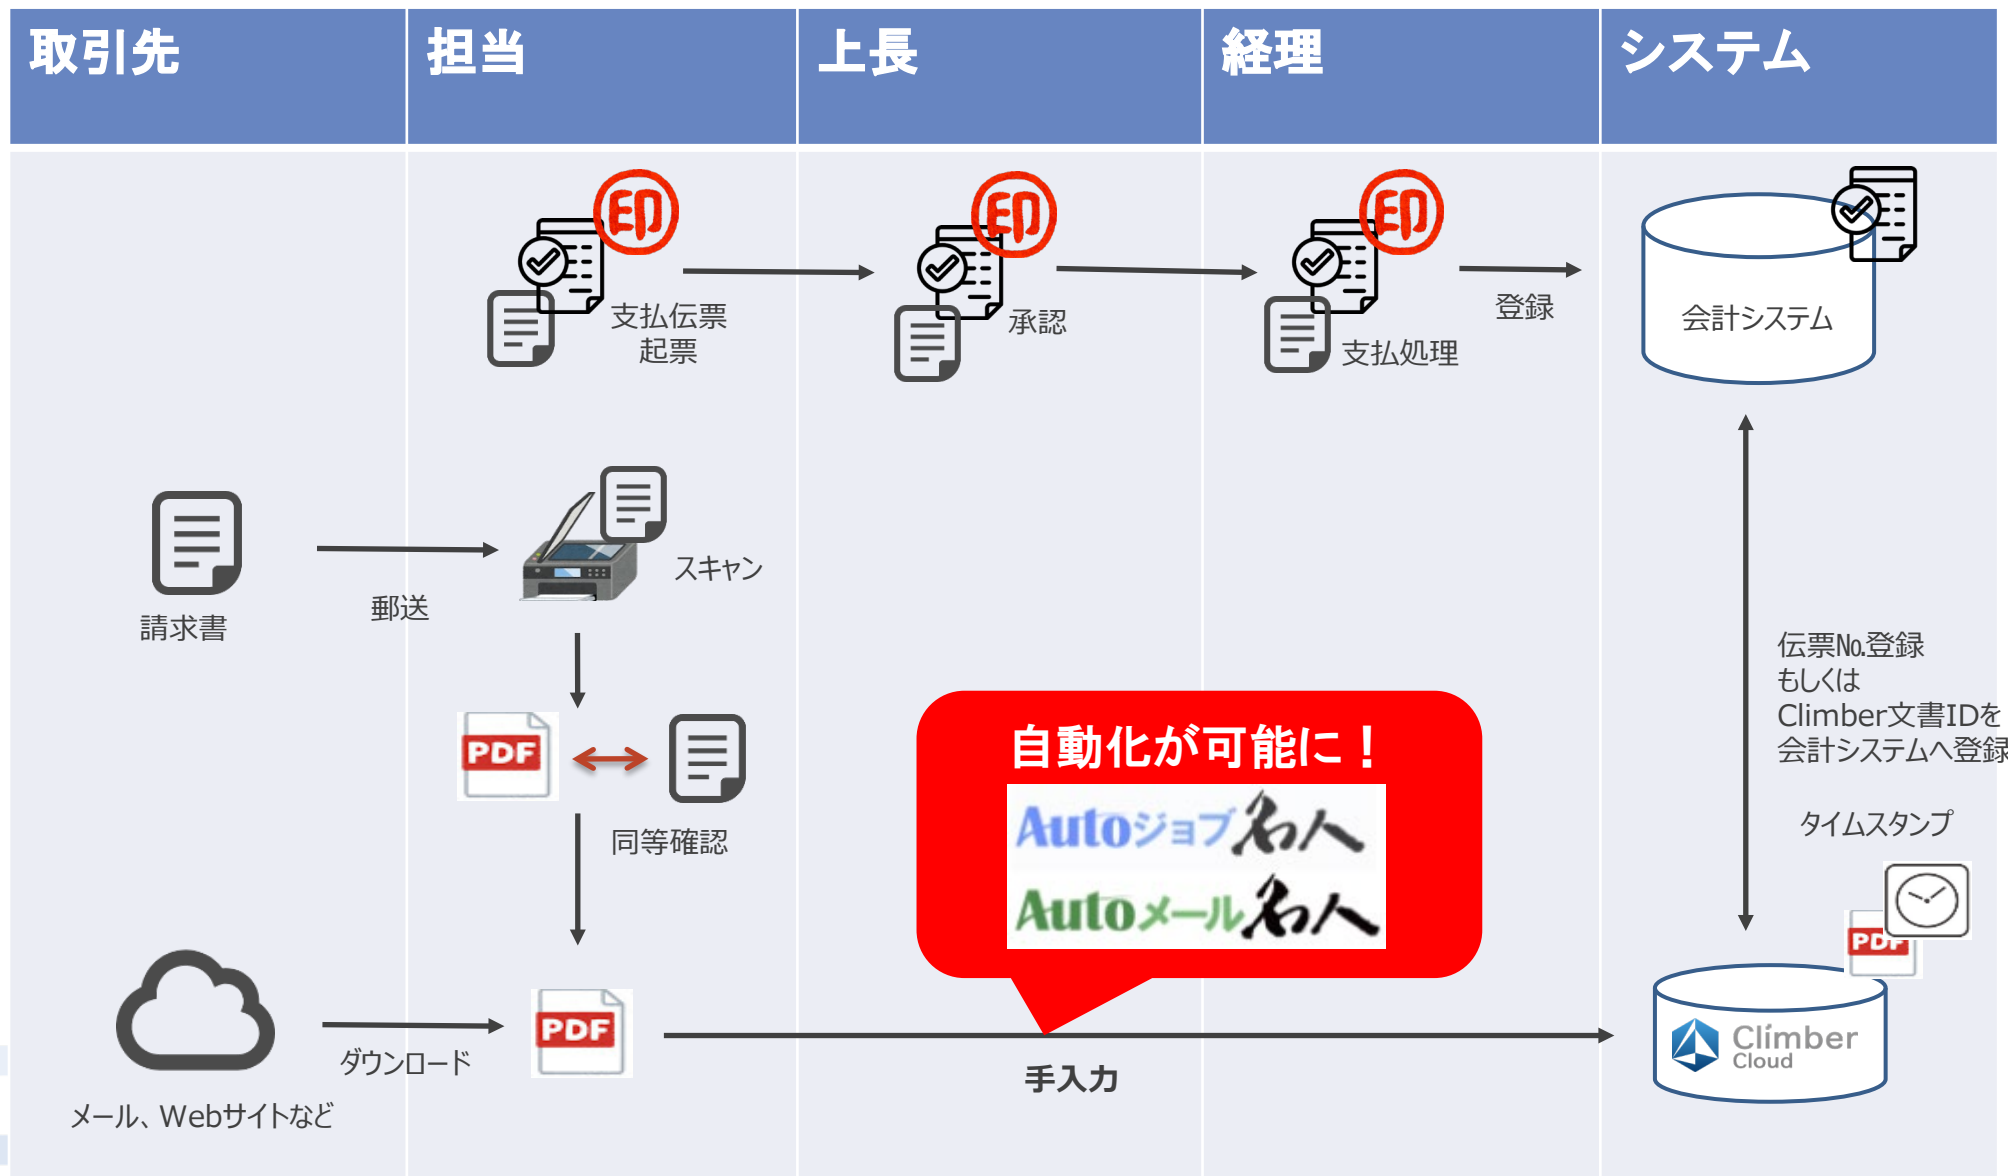 取引先
担当
上長
経理
システム
印
印
印
支払伝票
起票
承認
支払処理
登録
会計システム
請求書
郵送
スキャン
PDF
同等確認
自動化が可能に！
Autoジョブ名人
Autoメール名人
伝票№登録
もしくは
Climber文書IDを
会計システムへ登録
タイムスタンプ
PDF
メール、Webサイトなど
ダウンロード
PDF
手入力
Climber
Cloud